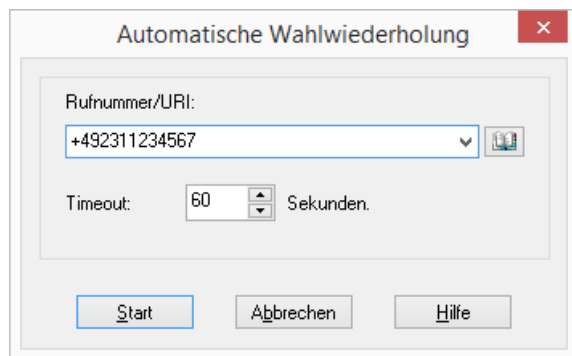 Automatische Wahlwiederholung
Rufnummer/URI:
+492311234567
Timeout: 60 Sekunden.
Start Abbrechen Hilfe